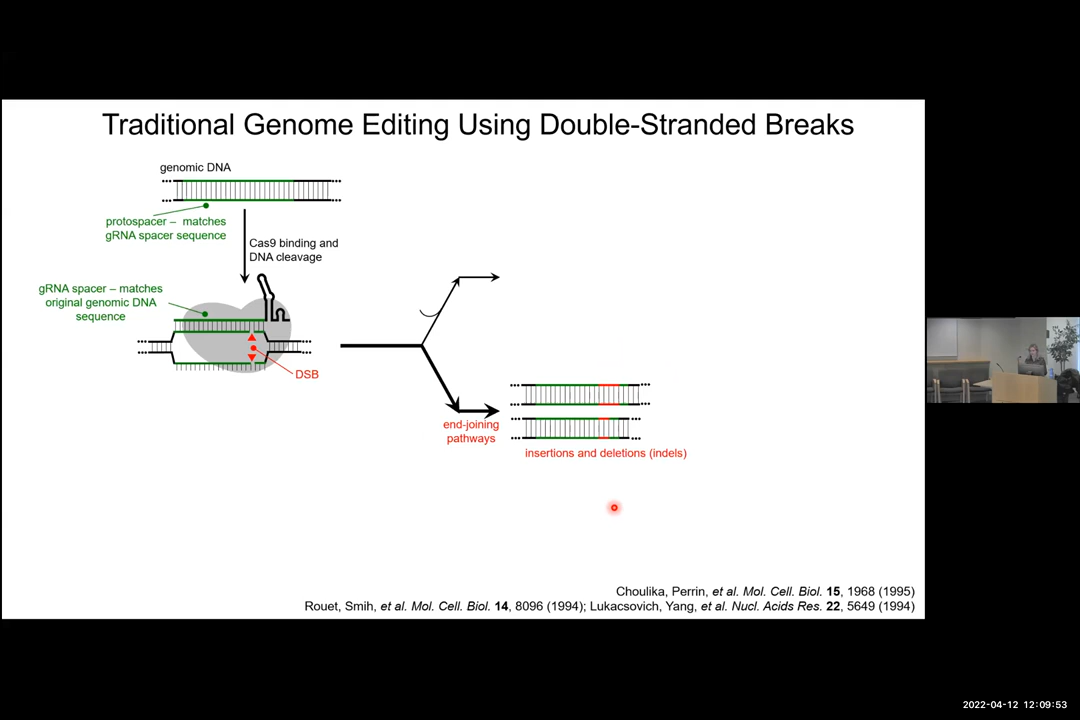 Traditional Genome Editing Using Double-Stranded Breaks
genomic DNA
protospacer – matches
gRNA spacer sequence
Cas9 binding and
DNA cleavage
gRNA spacer – matches
original genomic DNA
sequence
DSB
end-joining
pathways
insertions and deletions (indels)
Choulika, Perrin, et al. Mol. Cell. Biol. 15, 1968 (1995)
Rouet, Smih, et al. Mol. Cell. Biol. 14, 8096 (1994); Lukacsovich, Yang, et al. Nucl. Acids Res. 22, 5649 (1994)
2022-04-12 12:09:53